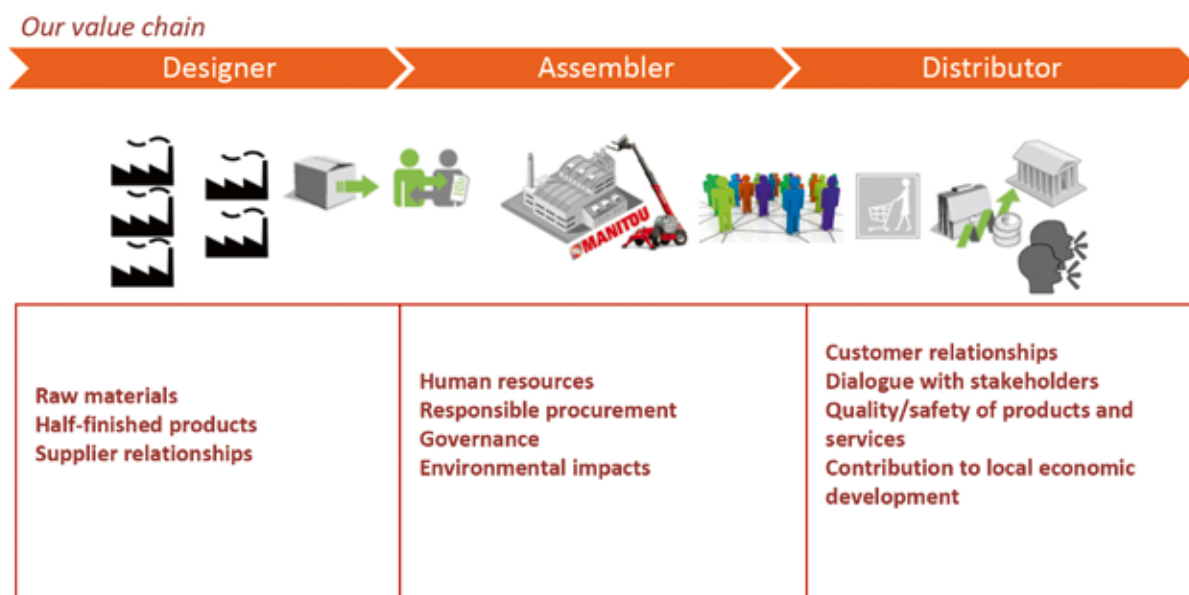 Our value chain
Designer
Assembler
Distributor
MANITOU
Raw materials
Half-finished products
Supplier relationships
Human resources
Responsible procurement
Governance
Environmental impacts
Customer relationships
Dialogue with stakeholders
Quality/safety of products and
services
Contribution to local economic
development